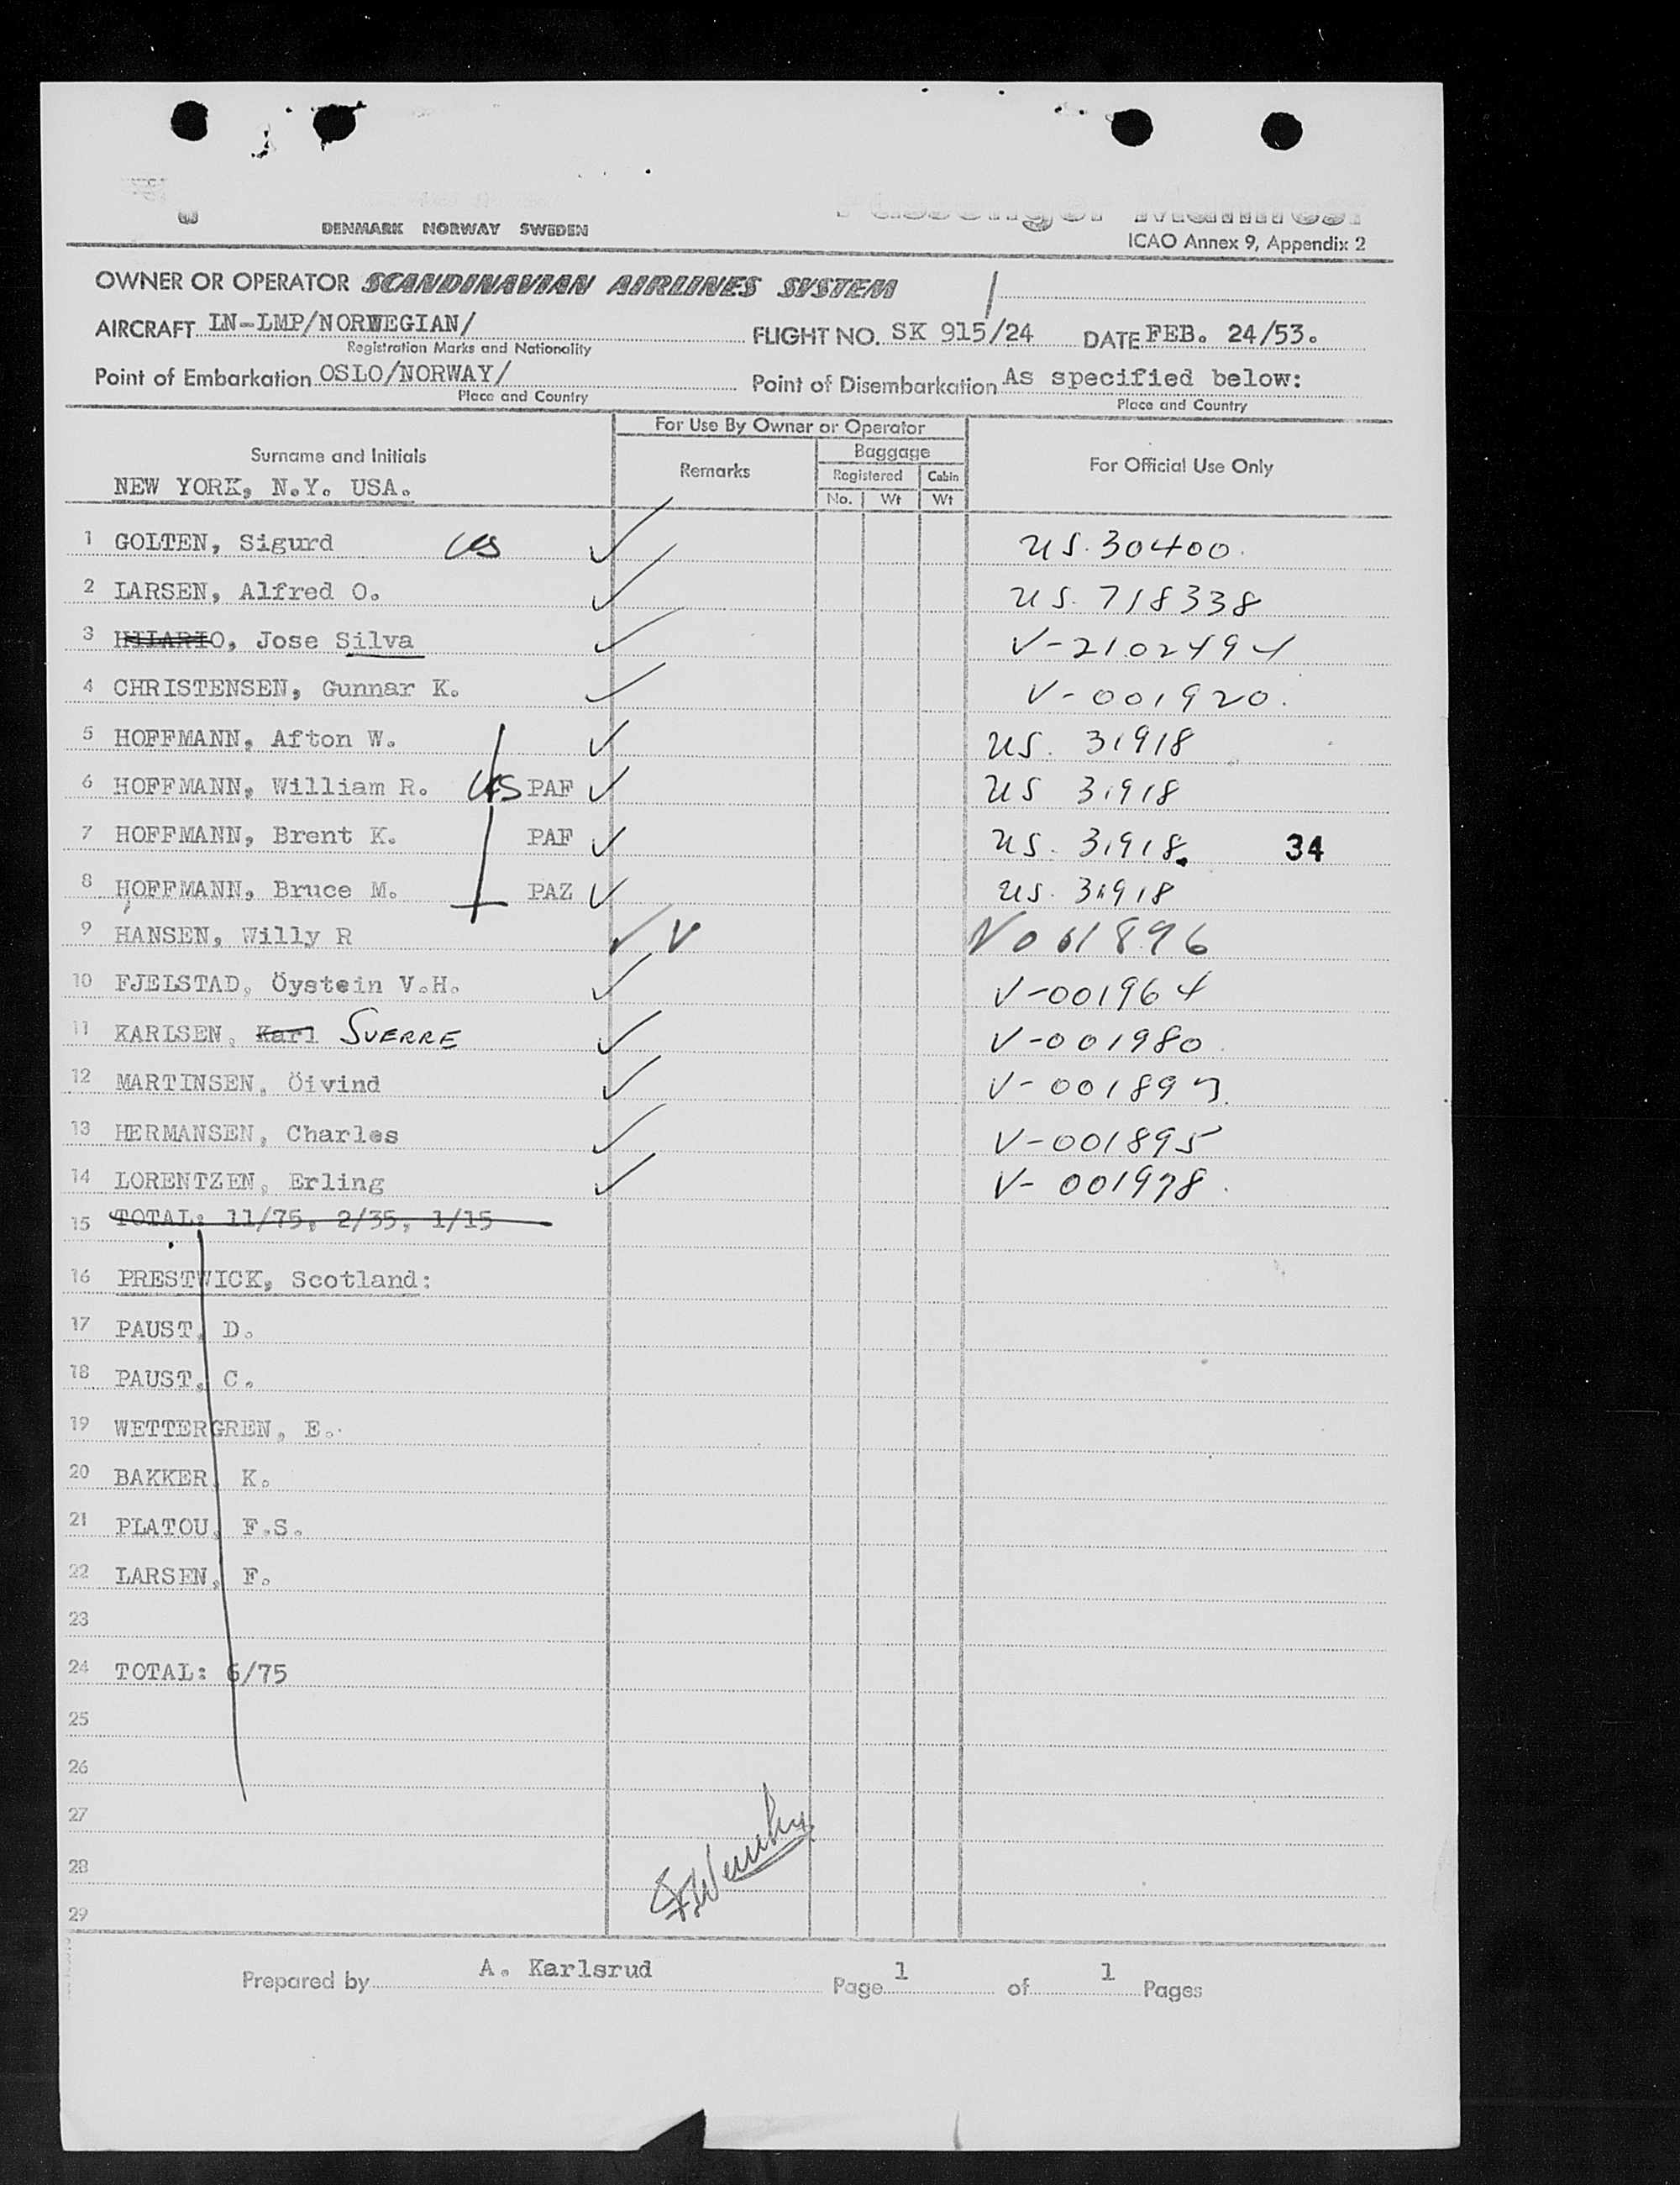 DENMARK NORWAY SWEDEN
Passenger Manifest
ICAO Annex 9, Appendix 2
OWNER OR OPERATOR SCANDINAVIAN AIRLINES SYSTEM
AIRCRAFT LN-LMP/NORWEGIAN/ FLIGHT NO. SK 915/24 DATE FEB. 24/53.
Registration Marks and Nationality
Point of Embarkation OSLO/NORWAY/ Point of Disembarkation As specified below:
Place and Country Place and Country
For Use By Owner or Operator
Surname and Initials Remarks Baggage For Official Use Only
Registered Cabin
NEW YORK, N.Y. USA. No. Wt Wt
1 GOLTEN, Sigurd US ✓ US. 30400.
2 LARSEN, Alfred O. ✓ US. 718338
3 HILARIO, Jose Silva ✓ V-2102494
4 CHRISTENSEN, Gunnar K. ✓ V-001920.
5 HOFFMANN, Afton W. ✓ US. 31918
6 HOFFMANN, William R. US PAF ✓ US 31918
7 HOFFMANN, Brent K. PAF ✓ US. 31918. 34
8 HOFFMANN, Bruce M. PAZ ✓ US. 31918
9 HANSEN, Willy R ✓ V V001896
10 FJELSTAD, Öystein V.H. ✓ V-001964
11 KARLSEN, Karl SVERRE ✓ V-001980
12 MARTINSEN, Öivind ✓ V-001897
13 HERMANSEN, Charles ✓ V-001895
14 LORENTZEN, Erling ✓ V-001978.
15 TOTAL: 11/75, 2/35, 1/15
16 PRESTWICK, Scotland:
17 PAUST, D.
18 PAUST, C.
19 WETTERGREN, E.
20 BAKKER, K.
21 PLATOU, F.S.
22 LARSEN, F.
23
24 TOTAL: 6/75
25
26
27
28
29
Prepared by A. Karlsrud Page 1 of 1 Pages